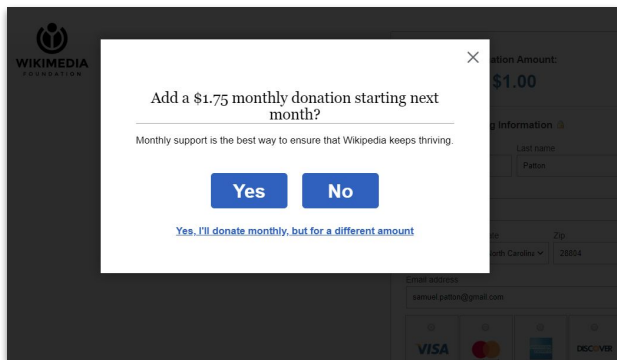 WIKIMEDIA
FOUNDATION
Add a $1.75 monthly donation starting next
month?
Monthly support is the best way to ensure that Wikipedia keeps thriving.
Yes
No
Yes, I'll donate monthly, but for a different amount
ation Amount:
$1.00
g Information
Last name
Patton
Zip
North Carolina
28804
Email address
samuel.patton@gmail.com
VISA
DISCOVER